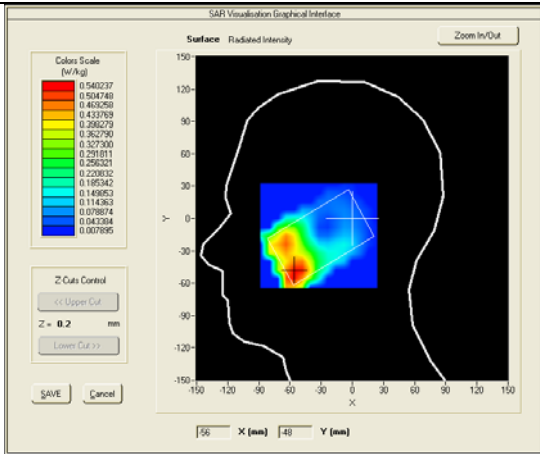 SAR Visualisation Graphical Interface
Surface Radiated Intensity
Zoom In/Out
Colors Scale
(W/kg)
0.540237
0.504748
0.469258
0.433769
0.398279
0.362790
0.327300
0.291811
0.256321
0.220832
0.185342
0.149853
0.114363
0.078874
0.043384
0.007895
Z Cuts Control
<< Upper Cut
Z = 0.2 mm
Lower Cut >>
SAVE Cancel
150-
120-
90-
60-
30-
0-
-30-
-60-
-90-
-120-
-150-
Y
-150 -120 -90 -60 -30 0 30 60 90 120 150
X
-56 X (mm) -48 Y (mm)